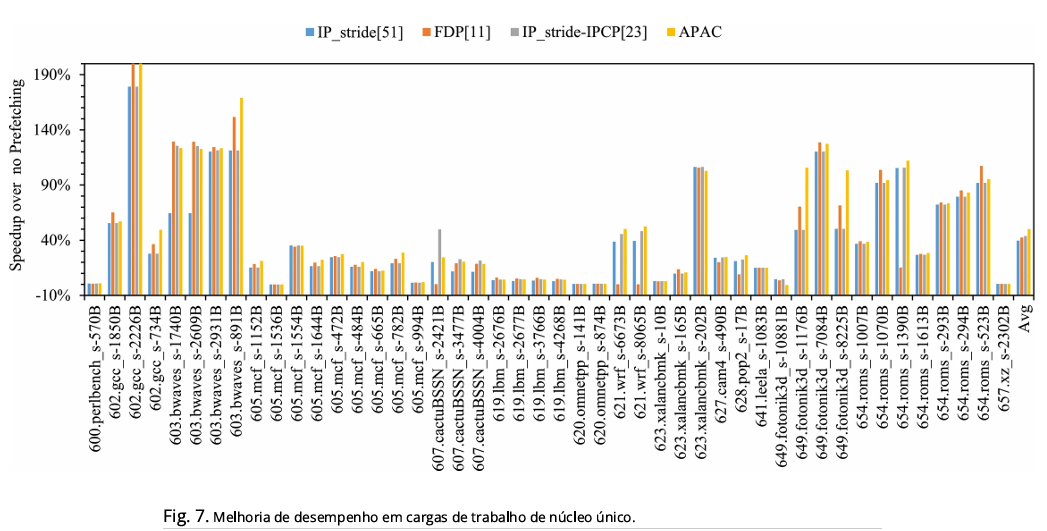 IP_stride[51] FDP[11] IP_stride-IPCP[23] APAC
Speedup over no Prefetching
190%
140%
90%
40%
-10%
600.perlbench_s-570B
602.gcc_s-1850B
602.gcc_s-2226B
602.gcc_s-734B
603.bwaves_s-1740B
603.bwaves_s-2609B
603.bwaves_s-2931B
603.bwaves_s-891B
605.mcf_s-1152B
605.mcf_s-1536B
605.mcf_s-1554B
605.mcf_s-1644B
605.mcf_s-472B
605.mcf_s-484B
605.mcf_s-665B
605.mcf_s-782B
605.mcf_s-994B
607.cactuBSSN_s-2421B
607.cactuBSSN_s-3477B
607.cactuBSSN_s-4004B
619.lbm_s-2676B
619.lbm_s-2677B
619.lbm_s-3766B
619.lbm_s-4268B
620.omnetpp_s-141B
620.omnetpp_s-874B
621.wrf_s-6673B
621.wrf_s-8065B
623.xalancbmk_s-10B
623.xalancbmk_s-165B
623.xalancbmk_s-202B
627.cam4_s-490B
628.pop2_s-17B
641.leela_s-1083B
649.fotonik3d_s-10881B
649.fotonik3d_s-1176B
649.fotonik3d_s-7084B
649.fotonik3d_s-8225B
654.roms_s-1007B
654.roms_s-1070B
654.roms_s-1390B
654.roms_s-1613B
654.roms_s-293B
654.roms_s-294B
654.roms_s-523B
657.xz_s-2302B
Avg
Fig. 7. Melhoria de desempenho em cargas de trabalho de núcleo único.